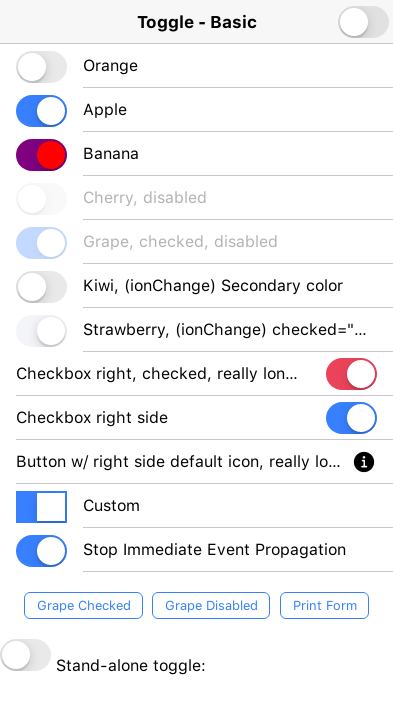 Toggle - Basic
Orange
Apple
Banana
Cherry, disabled
Grape, checked, disabled
Kiwi, (ionChange) Secondary color
Strawberry, (ionChange) checked="...
Checkbox right, checked, really lon...
Checkbox right side
Button w/ right side default icon, really lo...
Custom
Stop Immediate Event Propagation
Grape Checked Grape Disabled Print Form
Stand-alone toggle: